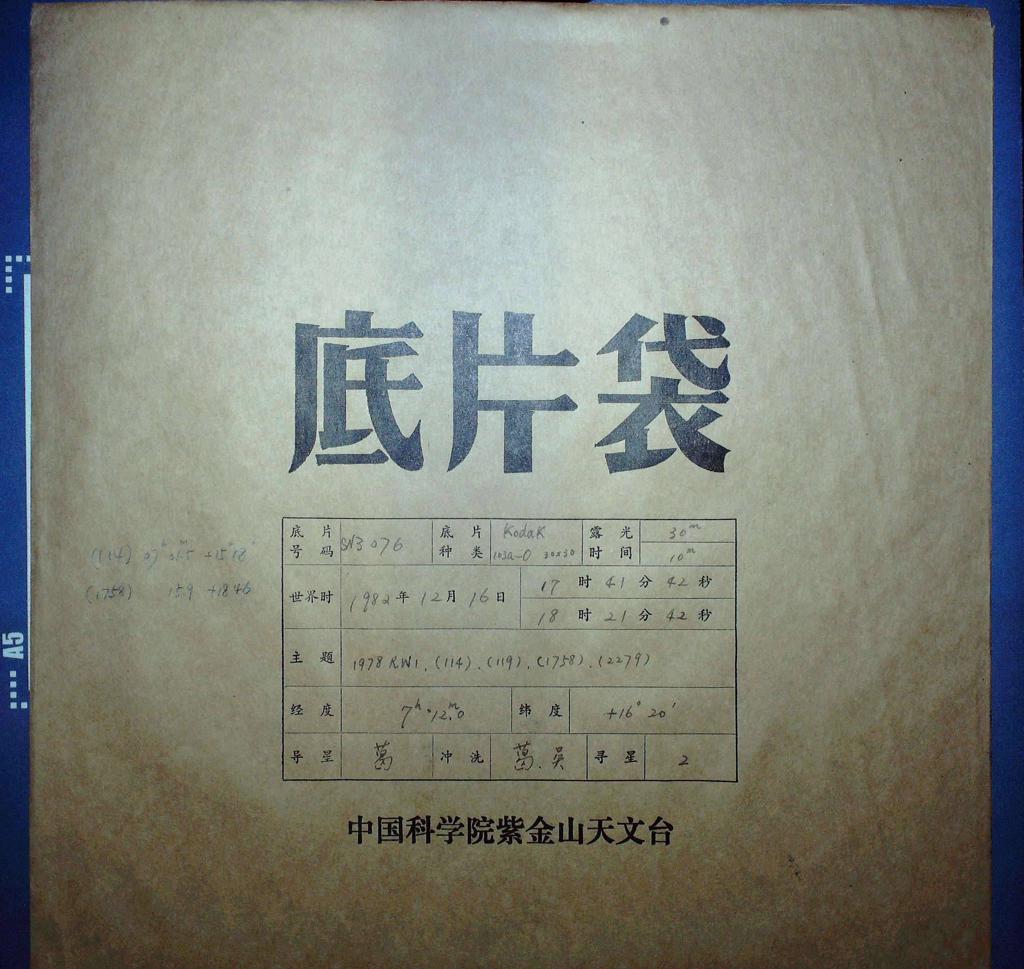 底片袋
底片号码 SN3076 底片种类 Kodak 103a-O 30x30 露光时间 30m 10m
世界时 1982年12月16日 17时41分42秒
18时21分42秒
(114) 07h01.5m +15°18'
(1758) 15.9 +18 46
主题 1978 RW1. (114). (119). (1758). (2279)
经度 7h12m.0 纬度 +16°20'
导星 葛 冲洗 葛.吴 寻星 2
中国科学院紫金山天文台
A5